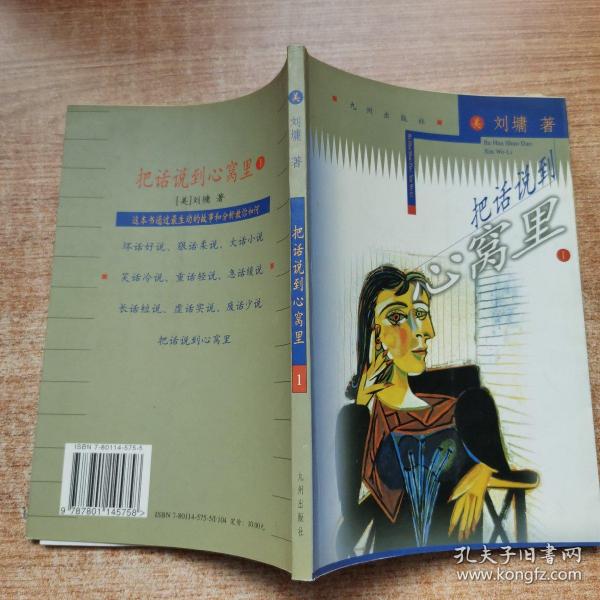 把话说到心窝里 1
[美]刘墉 著
这本书通过最生动的故事和分析教你如何
坏话好说、狠话柔说、大话小说
笑话冷说、重话轻说、急话缓说
长话短说、虚话实说、废话少说
把话说到心窝里
ISBN 7-80114-575-5
9 787801 145758 >
ISBN 7-80114-575-5/I·104 定价：10.00元
美 刘墉 著
把话说到心窝里
1
九州出版社
九州出版社
美 刘墉 著
Ba Hua Shuo Dao
Xin Wo Li
把话说到
心窝里
1
孔夫子旧书网
www.kongfz.com